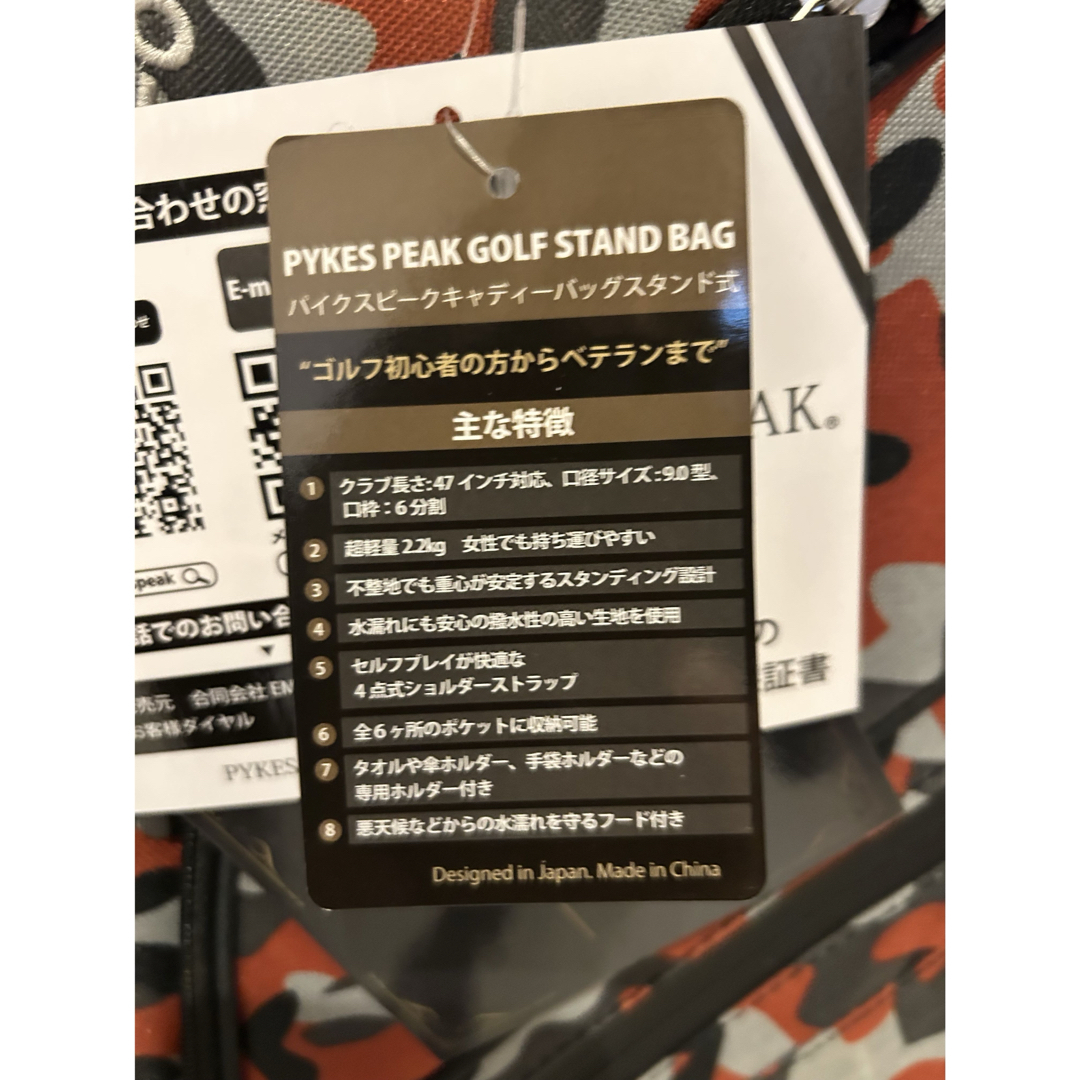 PYKES PEAK GOLF STAND BAG
パイクスピークキャディーバッグスタンド式
“ゴルフ初心者の方からベテランまで”
主な特徴
1 クラブ長さ:47 インチ対応、口径サイズ:9.0 型。
口枠：6 分割
2 超軽量 2.2kg 女性でも持ち運びやすい
3 不整地でも重心が安定するスタンディング設計
4 水漏れにも安心の撥水性の高い生地を使用
5 セルフプレイが快適な
4 点式ショルダーストラップ
6 全6ヶ所のポケットに収納可能
7 タオルや傘ホルダー、手袋ホルダーなどの
専用ホルダー付き
8 悪天候などからの水濡れを守るフード付き
Designed in Japan. Made in China
合わせの窓
E-m
せ
peak
話でのお問い合
売元 合同会社 EM
お客様ダイヤル
PYKES
AK®
の
証書